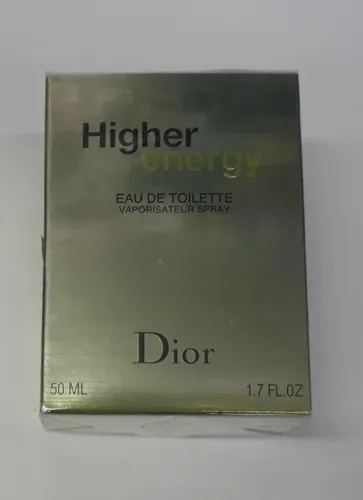 Higher
energy
EAU DE TOILETTE
VAPORISATEUR SPRAY
Dior
50 ML 1.7 FL.OZ